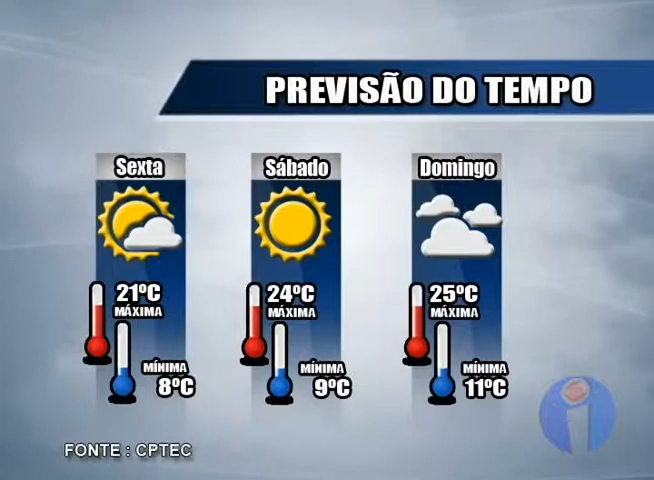 PREVISÃO DO TEMPO
Sexta
21ºC
MÁXIMA
MÍNIMA
8ºC
Sábado
24ºC
MÁXIMA
MÍNIMA
9ºC
Domingo
25ºC
MÁXIMA
MÍNIMA
11ºC
FONTE : CPTEC